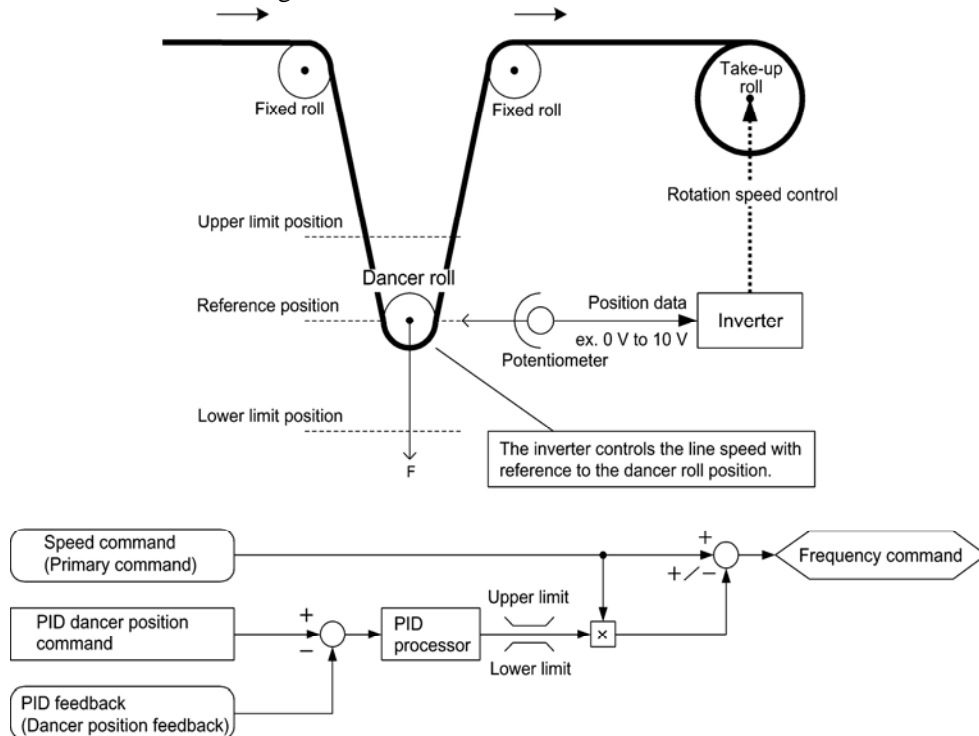 Fixed roll
Fixed roll
Take-up
roll
Rotation speed control
Upper limit position
Dancer roll
Reference position
Position data
ex. 0 V to 10 V
Inverter
Potentiometer
Lower limit position
F
The inverter controls the line speed with
reference to the dancer roll position.
Speed command
(Primary command)
+
+/−
Frequency command
PID dancer position
command
+
−
PID
processor
Upper limit
Lower limit
×
PID feedback
(Dancer position feedback)